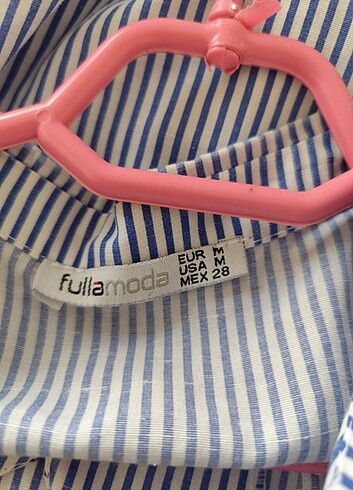 fullamoda
EUR M
USA M
MEX 28